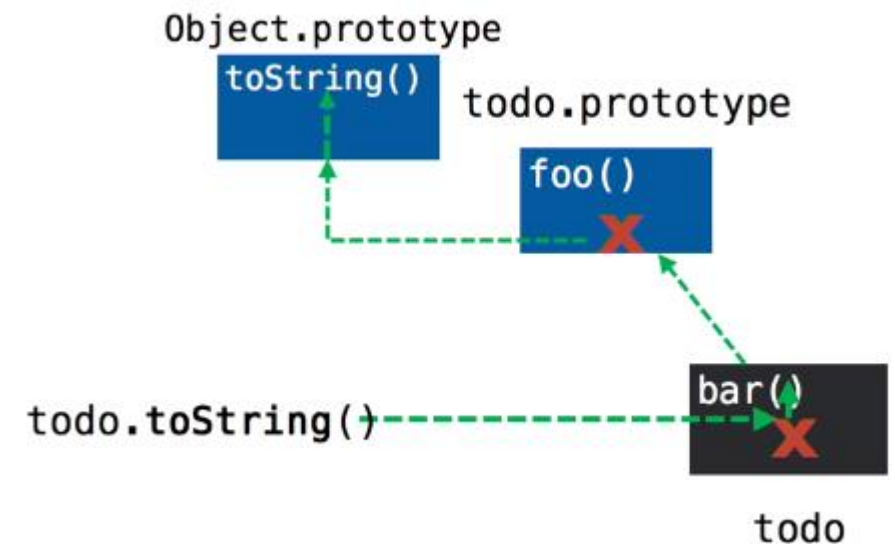 Object.prototype
toString()
todo.prototype
foo()
X
bar()
todo.toString()
X
todo